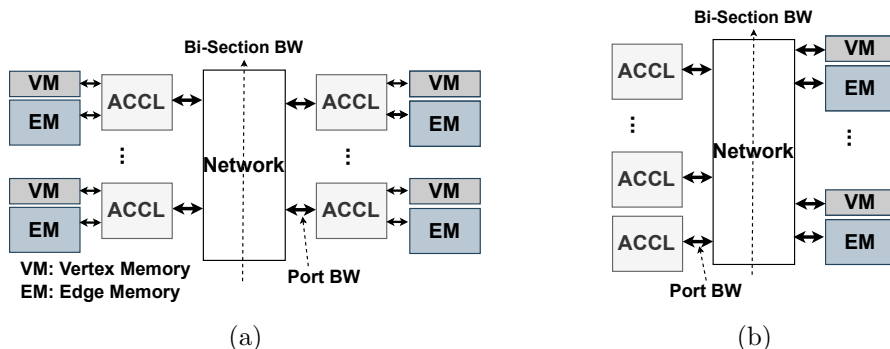 Bi-Section BW
VM
EM
ACCL
ACCL
VM
EM
...
Network
...
VM
EM
ACCL
ACCL
VM
EM
VM: Vertex Memory
EM: Edge Memory
Port BW
(a)
Bi-Section BW
ACCL
VM
EM
...
...
Network
ACCL
ACCL
VM
EM
Port BW
(b)